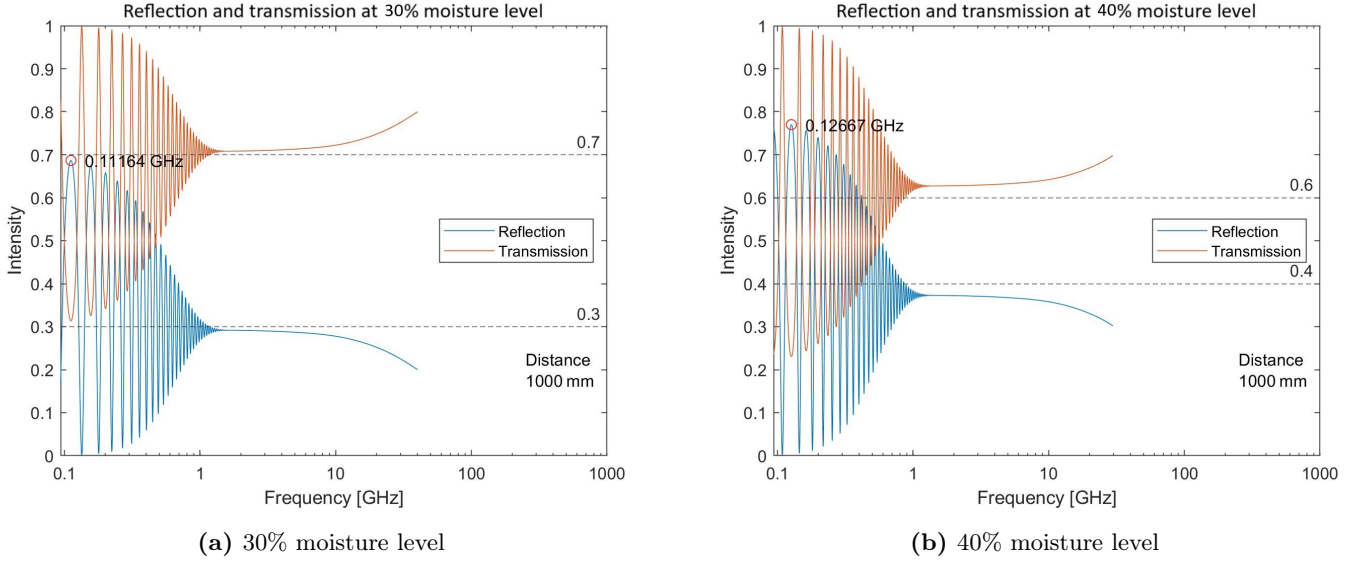 Reflection and transmission at 30% moisture level
Intensity
1
0.9
0.8
0.7
0.6
0.5
0.4
0.3
0.2
0.1
0
0.11164 GHz
0.7
Reflection
Transmission
0.3
Distance
1000 mm
0.1
1
10
100
1000
Frequency [GHz]
(a) 30% moisture level
Reflection and transmission at 40% moisture level
Intensity
1
0.9
0.8
0.7
0.6
0.5
0.4
0.3
0.2
0.1
0
0.12667 GHz
0.6
Reflection
Transmission
0.4
Distance
1000 mm
0.1
1
10
100
1000
Frequency [GHz]
(b) 40% moisture level